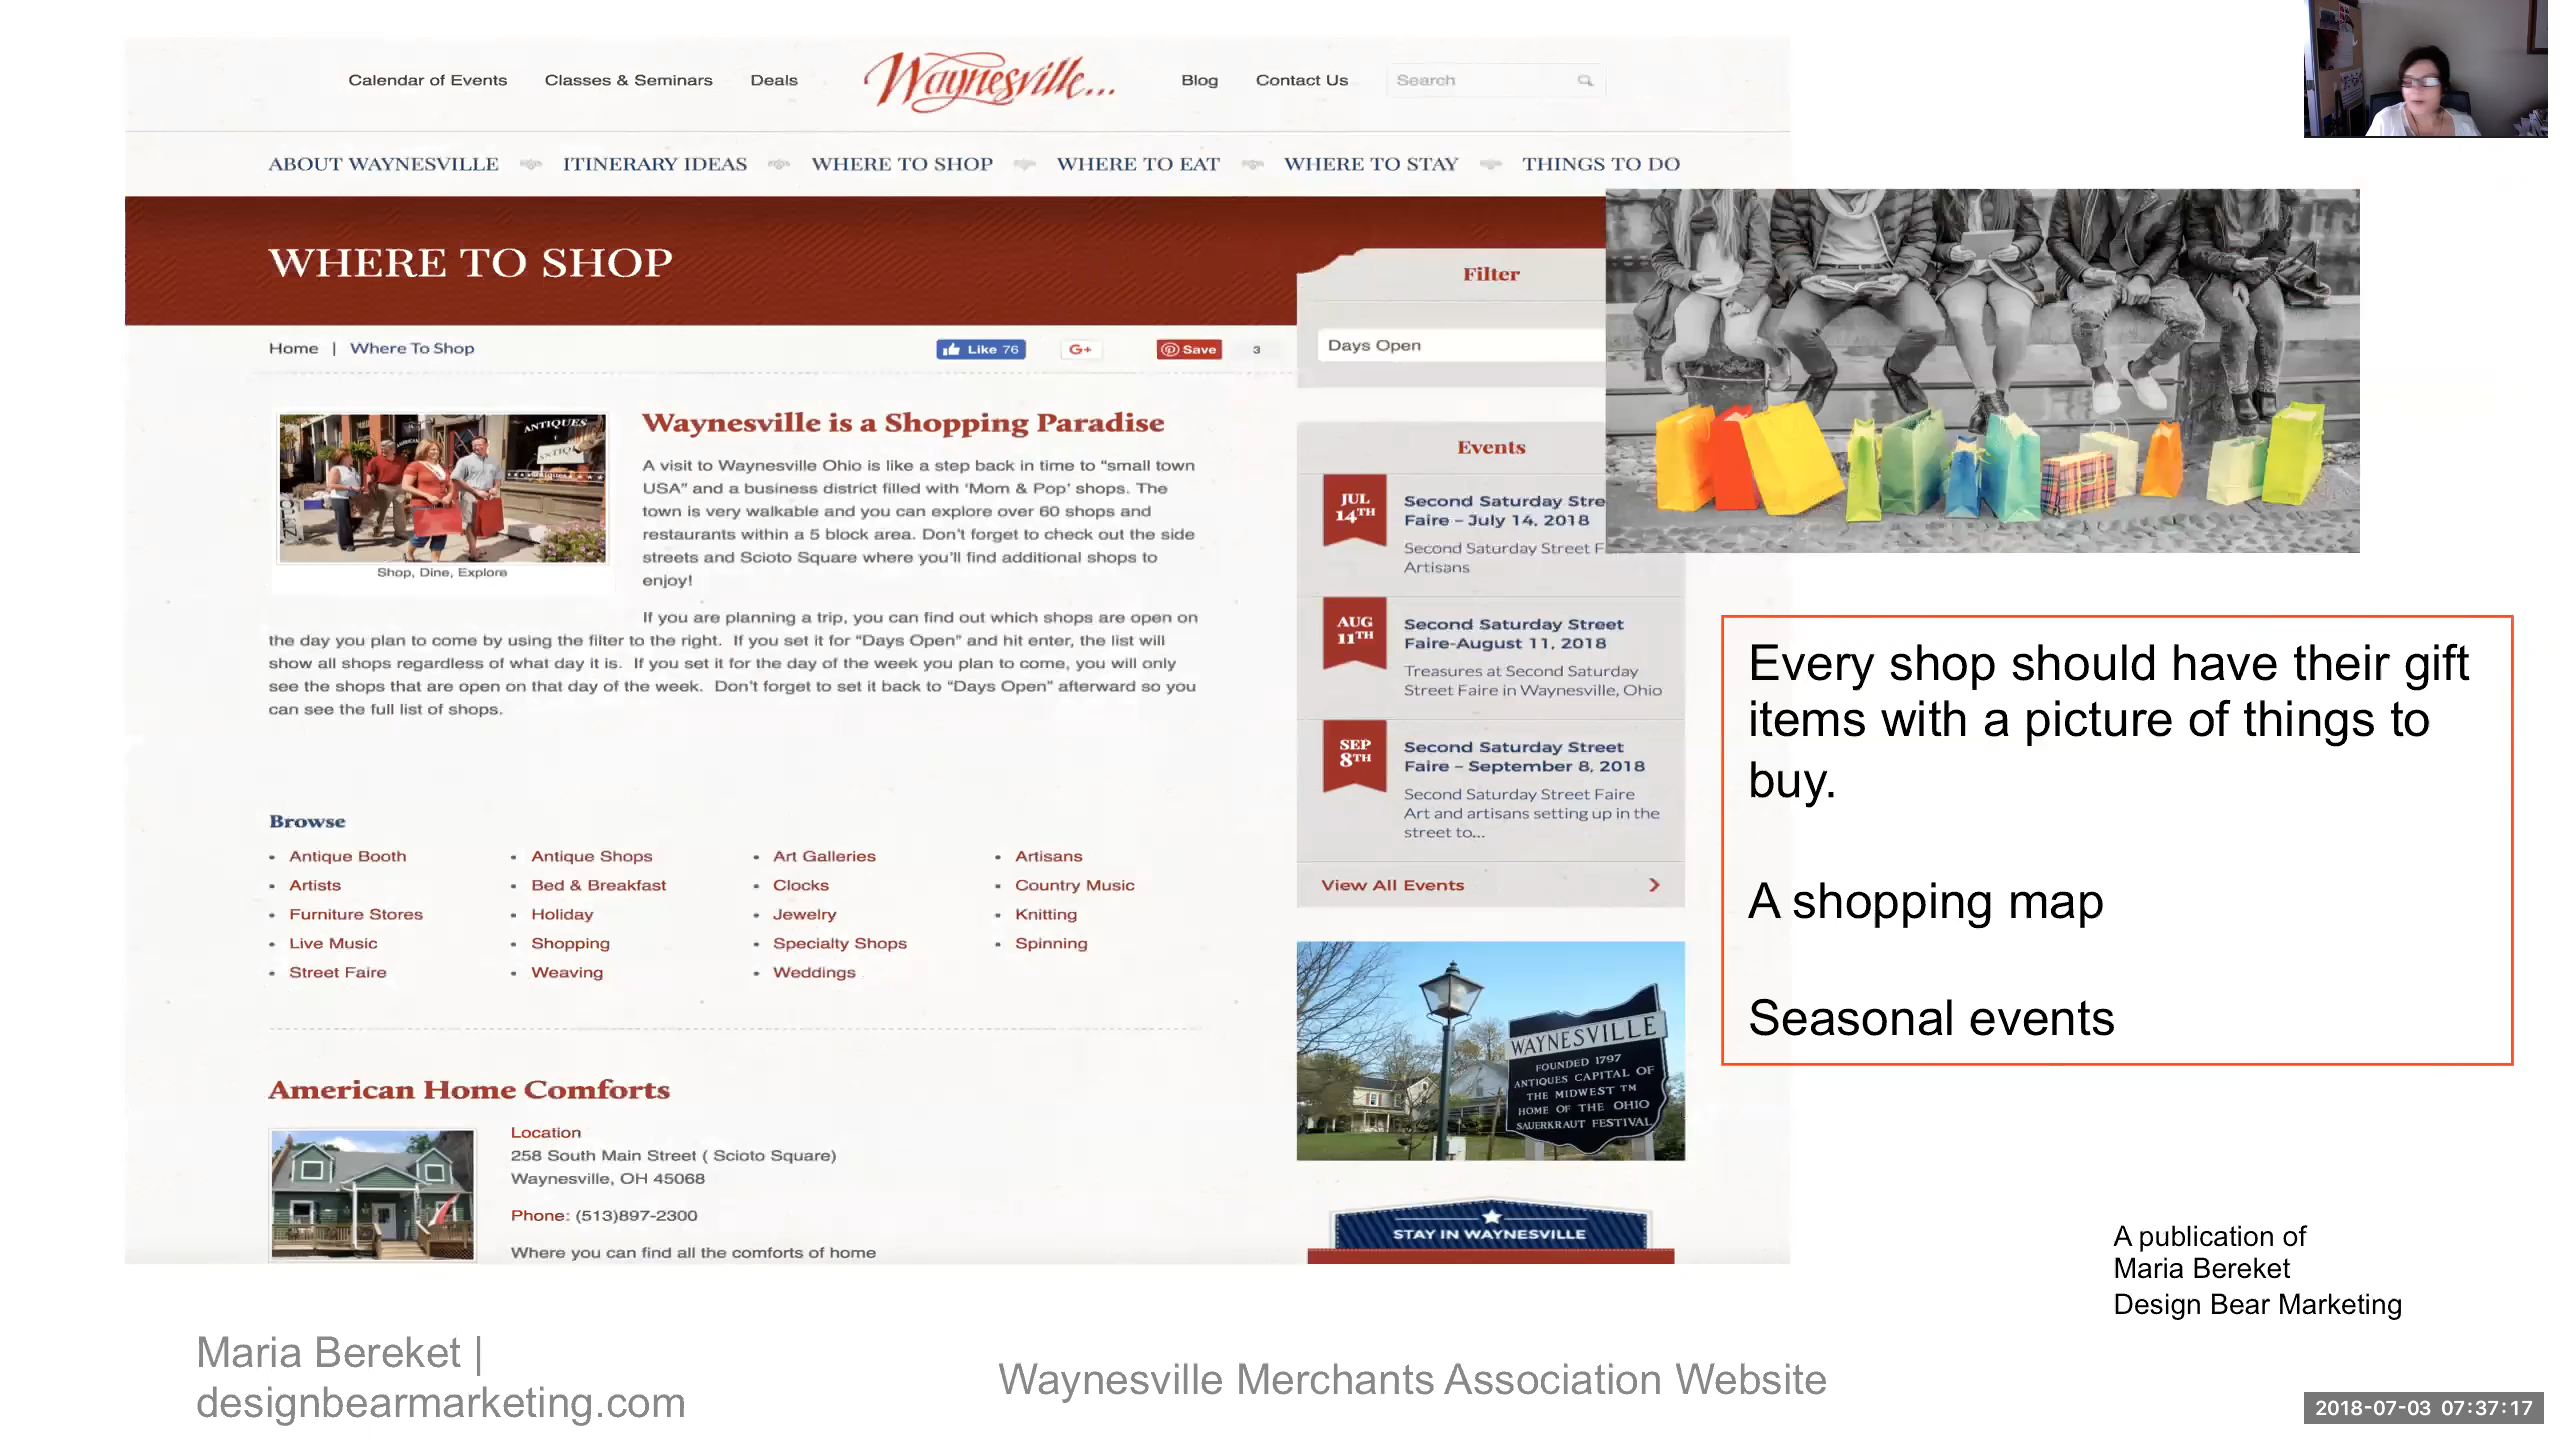 Calendar of Events
Classes & Seminars
Deals
Waynesville...
Blog
Contact Us
Search
ABOUT WAYNESVILLE
ITINERARY IDEAS
WHERE TO SHOP
WHERE TO EAT
WHERE TO STAY
THINGS TO DO
WHERE TO SHOP
Home | Where To Shop
Like 76
G+
Save
3
ANTIQUES
Shop, Dine, Explore
Waynesville is a Shopping Paradise
A visit to Waynesville Ohio is like a step back in time to “small town
USA” and a business district filled with ‘Mom & Pop’ shops. The
town is very walkable and you can explore over 60 shops and
restaurants within a 5 block area. Don’t forget to check out the side
streets and Scioto Square where you’ll find additional shops to
enjoy!
If you are planning a trip, you can find out which shops are open on
the day you plan to come by using the filter to the right. If you set it for “Days Open” and hit enter, the list will
show all shops regardless of what day it is. If you set it for the day of the week you plan to come, you will only
see the shops that are open on that day of the week. Don’t forget to set it back to “Days Open” afterward so you
can see the full list of shops.
Browse
Antique Booth
Antique Shops
Art Galleries
Artisans
Artists
Bed & Breakfast
Clocks
Country Music
Furniture Stores
Holiday
Jewelry
Knitting
Live Music
Shopping
Specialty Shops
Spinning
Street Faire
Weaving
Weddings
American Home Comforts
Location
258 South Main Street ( Scioto Square)
Waynesville, OH 45068
Phone: (513)897-2300
Where you can find all the comforts of home
Filter
Days Open
Events
JUL
14TH
Second Saturday Stre
Faire – July 14, 2018
Second Saturday Street F
Artisans
AUG
11TH
Second Saturday Street
Faire-August 11, 2018
Treasures at Second Saturday
Street Faire in Waynesville, Ohio
SEP
8TH
Second Saturday Street
Faire – September 8, 2018
Second Saturday Street Faire
Art and artisans setting up in the
street to...
View All Events
WAYNESVILLE
FOUNDED 1797
ANTIQUES CAPITAL OF
THE MIDWEST TM
HOME OF THE OHIO
SAUERKRAUT FESTIVAL
STAY IN WAYNESVILLE
Every shop should have their gift
items with a picture of things to
buy.
A shopping map
Seasonal events
A publication of
Maria Bereket
Design Bear Marketing
Maria Bereket |
designbearmarketing.com
Waynesville Merchants Association Website
2018-07-03 07:37:17